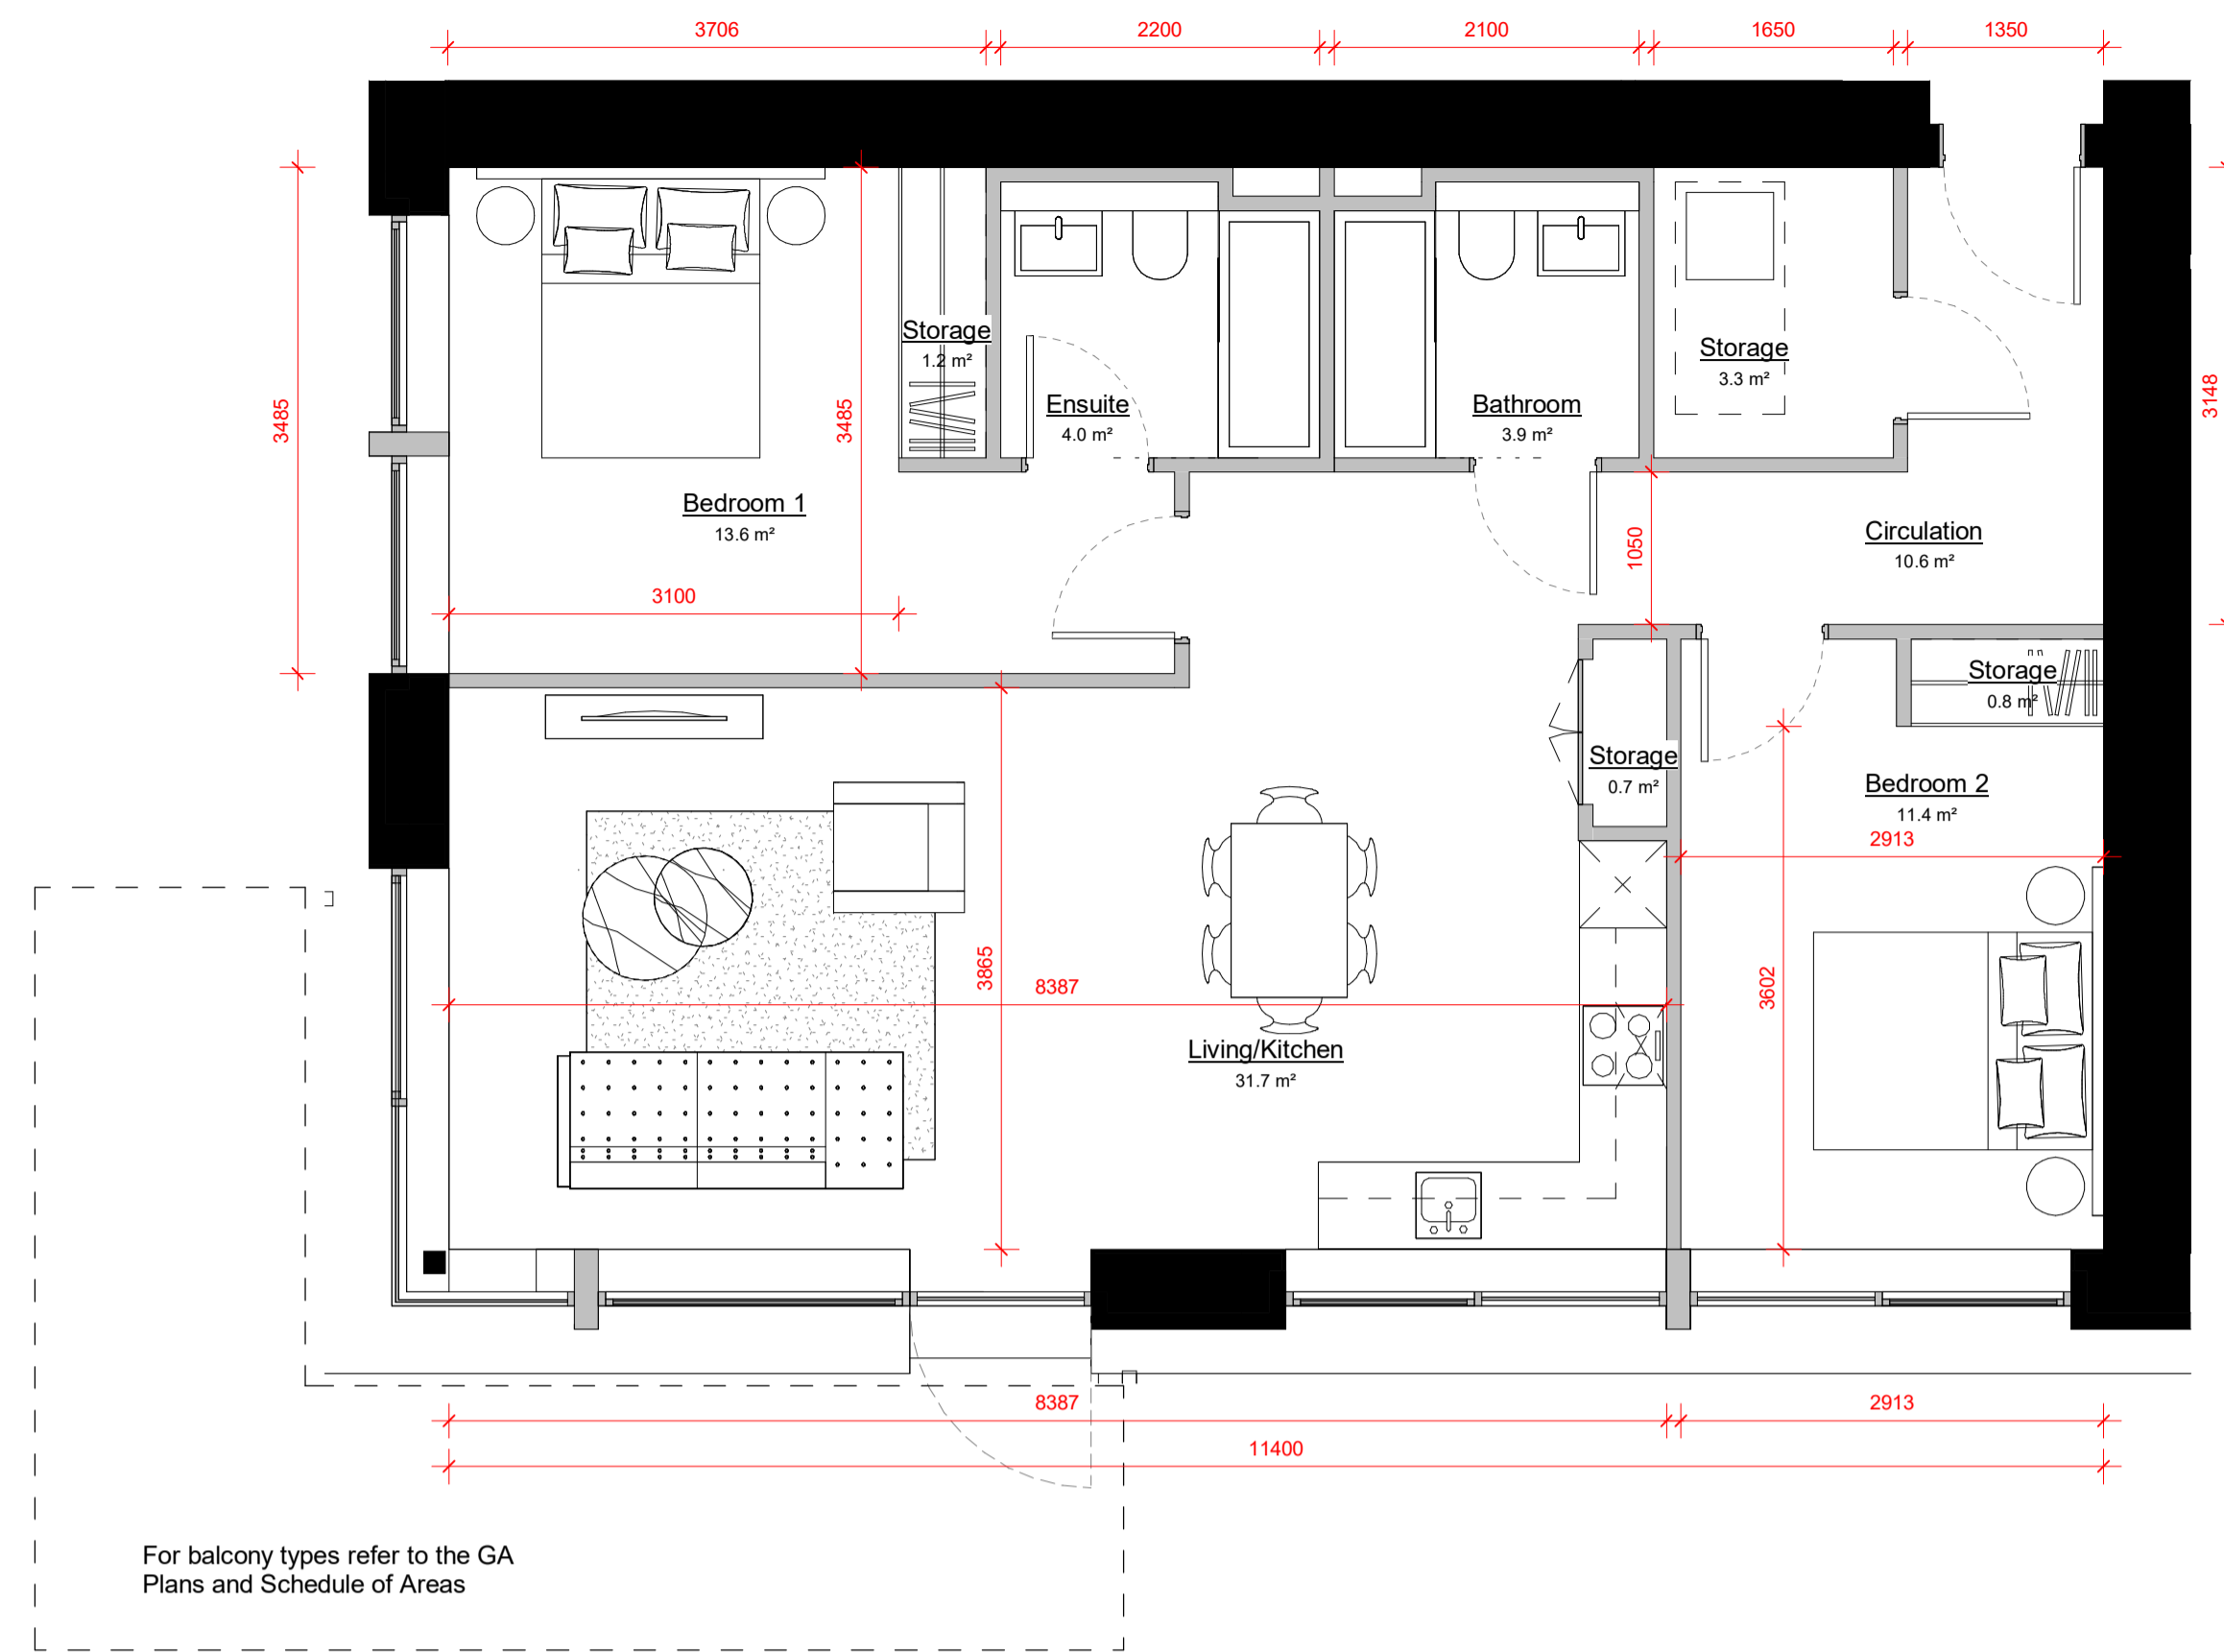 3706
2200
2100
1650
1350
3485
3485
3148
Storage
1.2 m²
Storage
3.3 m²
Ensuite
4.0 m²
Bathroom
3.9 m²
Bedroom 1
13.6 m²
Circulation
10.6 m²
1050
3100
Storage
0.8 m²
Storage
0.7 m²
Bedroom 2
11.4 m²
2913
3865
8387
3602
Living/Kitchen
31.7 m²
8387
2913
11400
For balcony types refer to the GA
Plans and Schedule of Areas